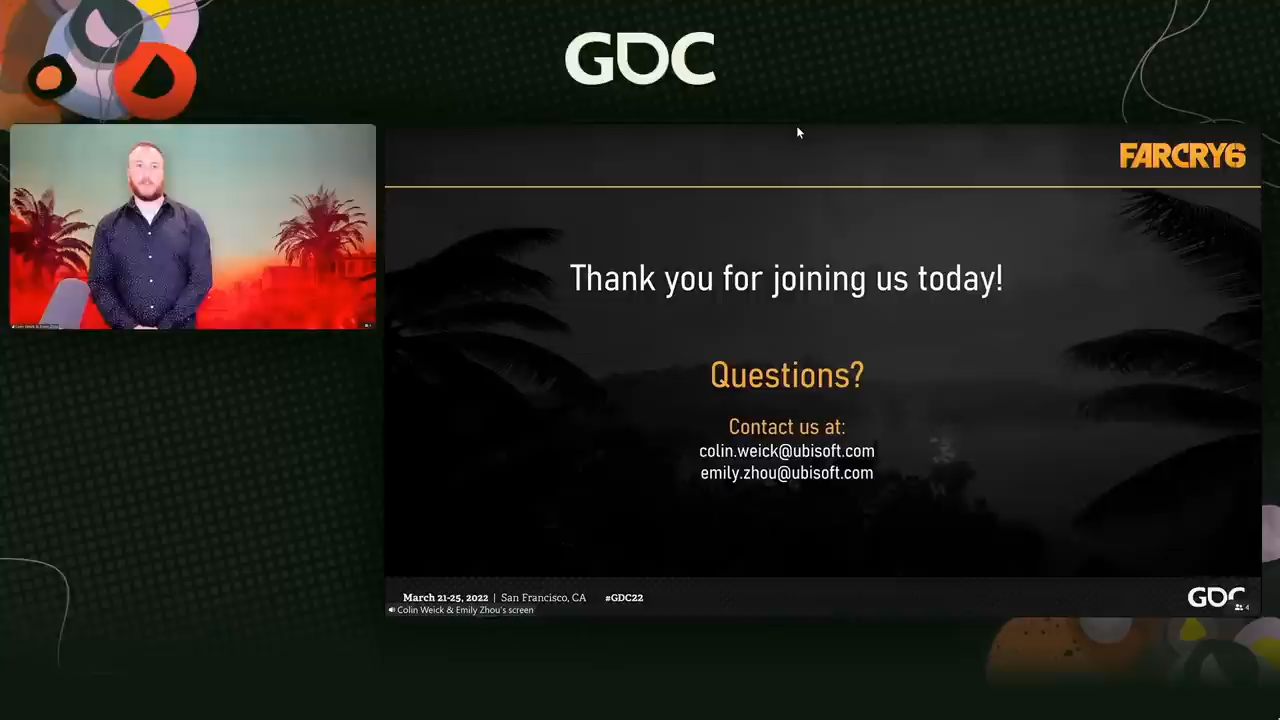 GDC
FARCRY6
Thank you for joining us today!
Questions?
Contact us at:
colin.weick@ubisoft.com
emily.zhou@ubisoft.com
March 21-25, 2022 | San Francisco, CA #GDC22
GDC
4
Colin Weick & Emily Zhou's screen